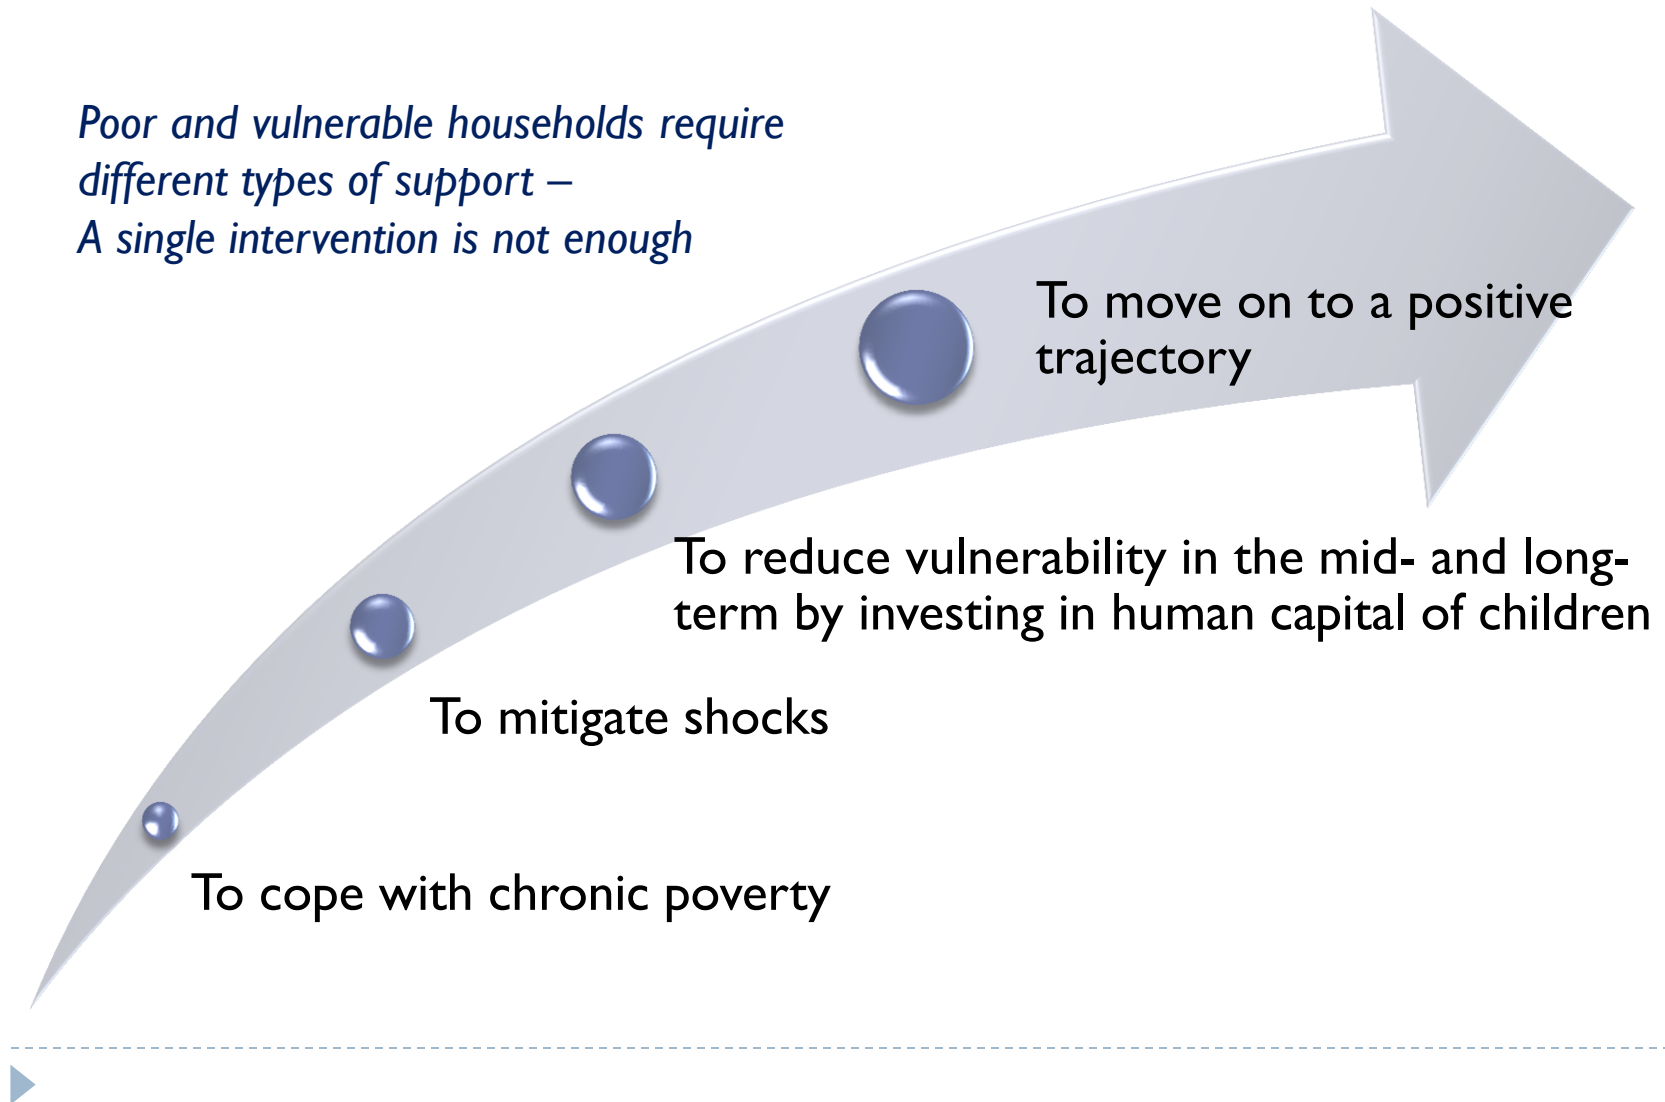 Poor and vulnerable households require
different types of support –
A single intervention is not enough
To move on to a positive
trajectory
To reduce vulnerability in the mid- and long-
term by investing in human capital of children
To mitigate shocks
To cope with chronic poverty